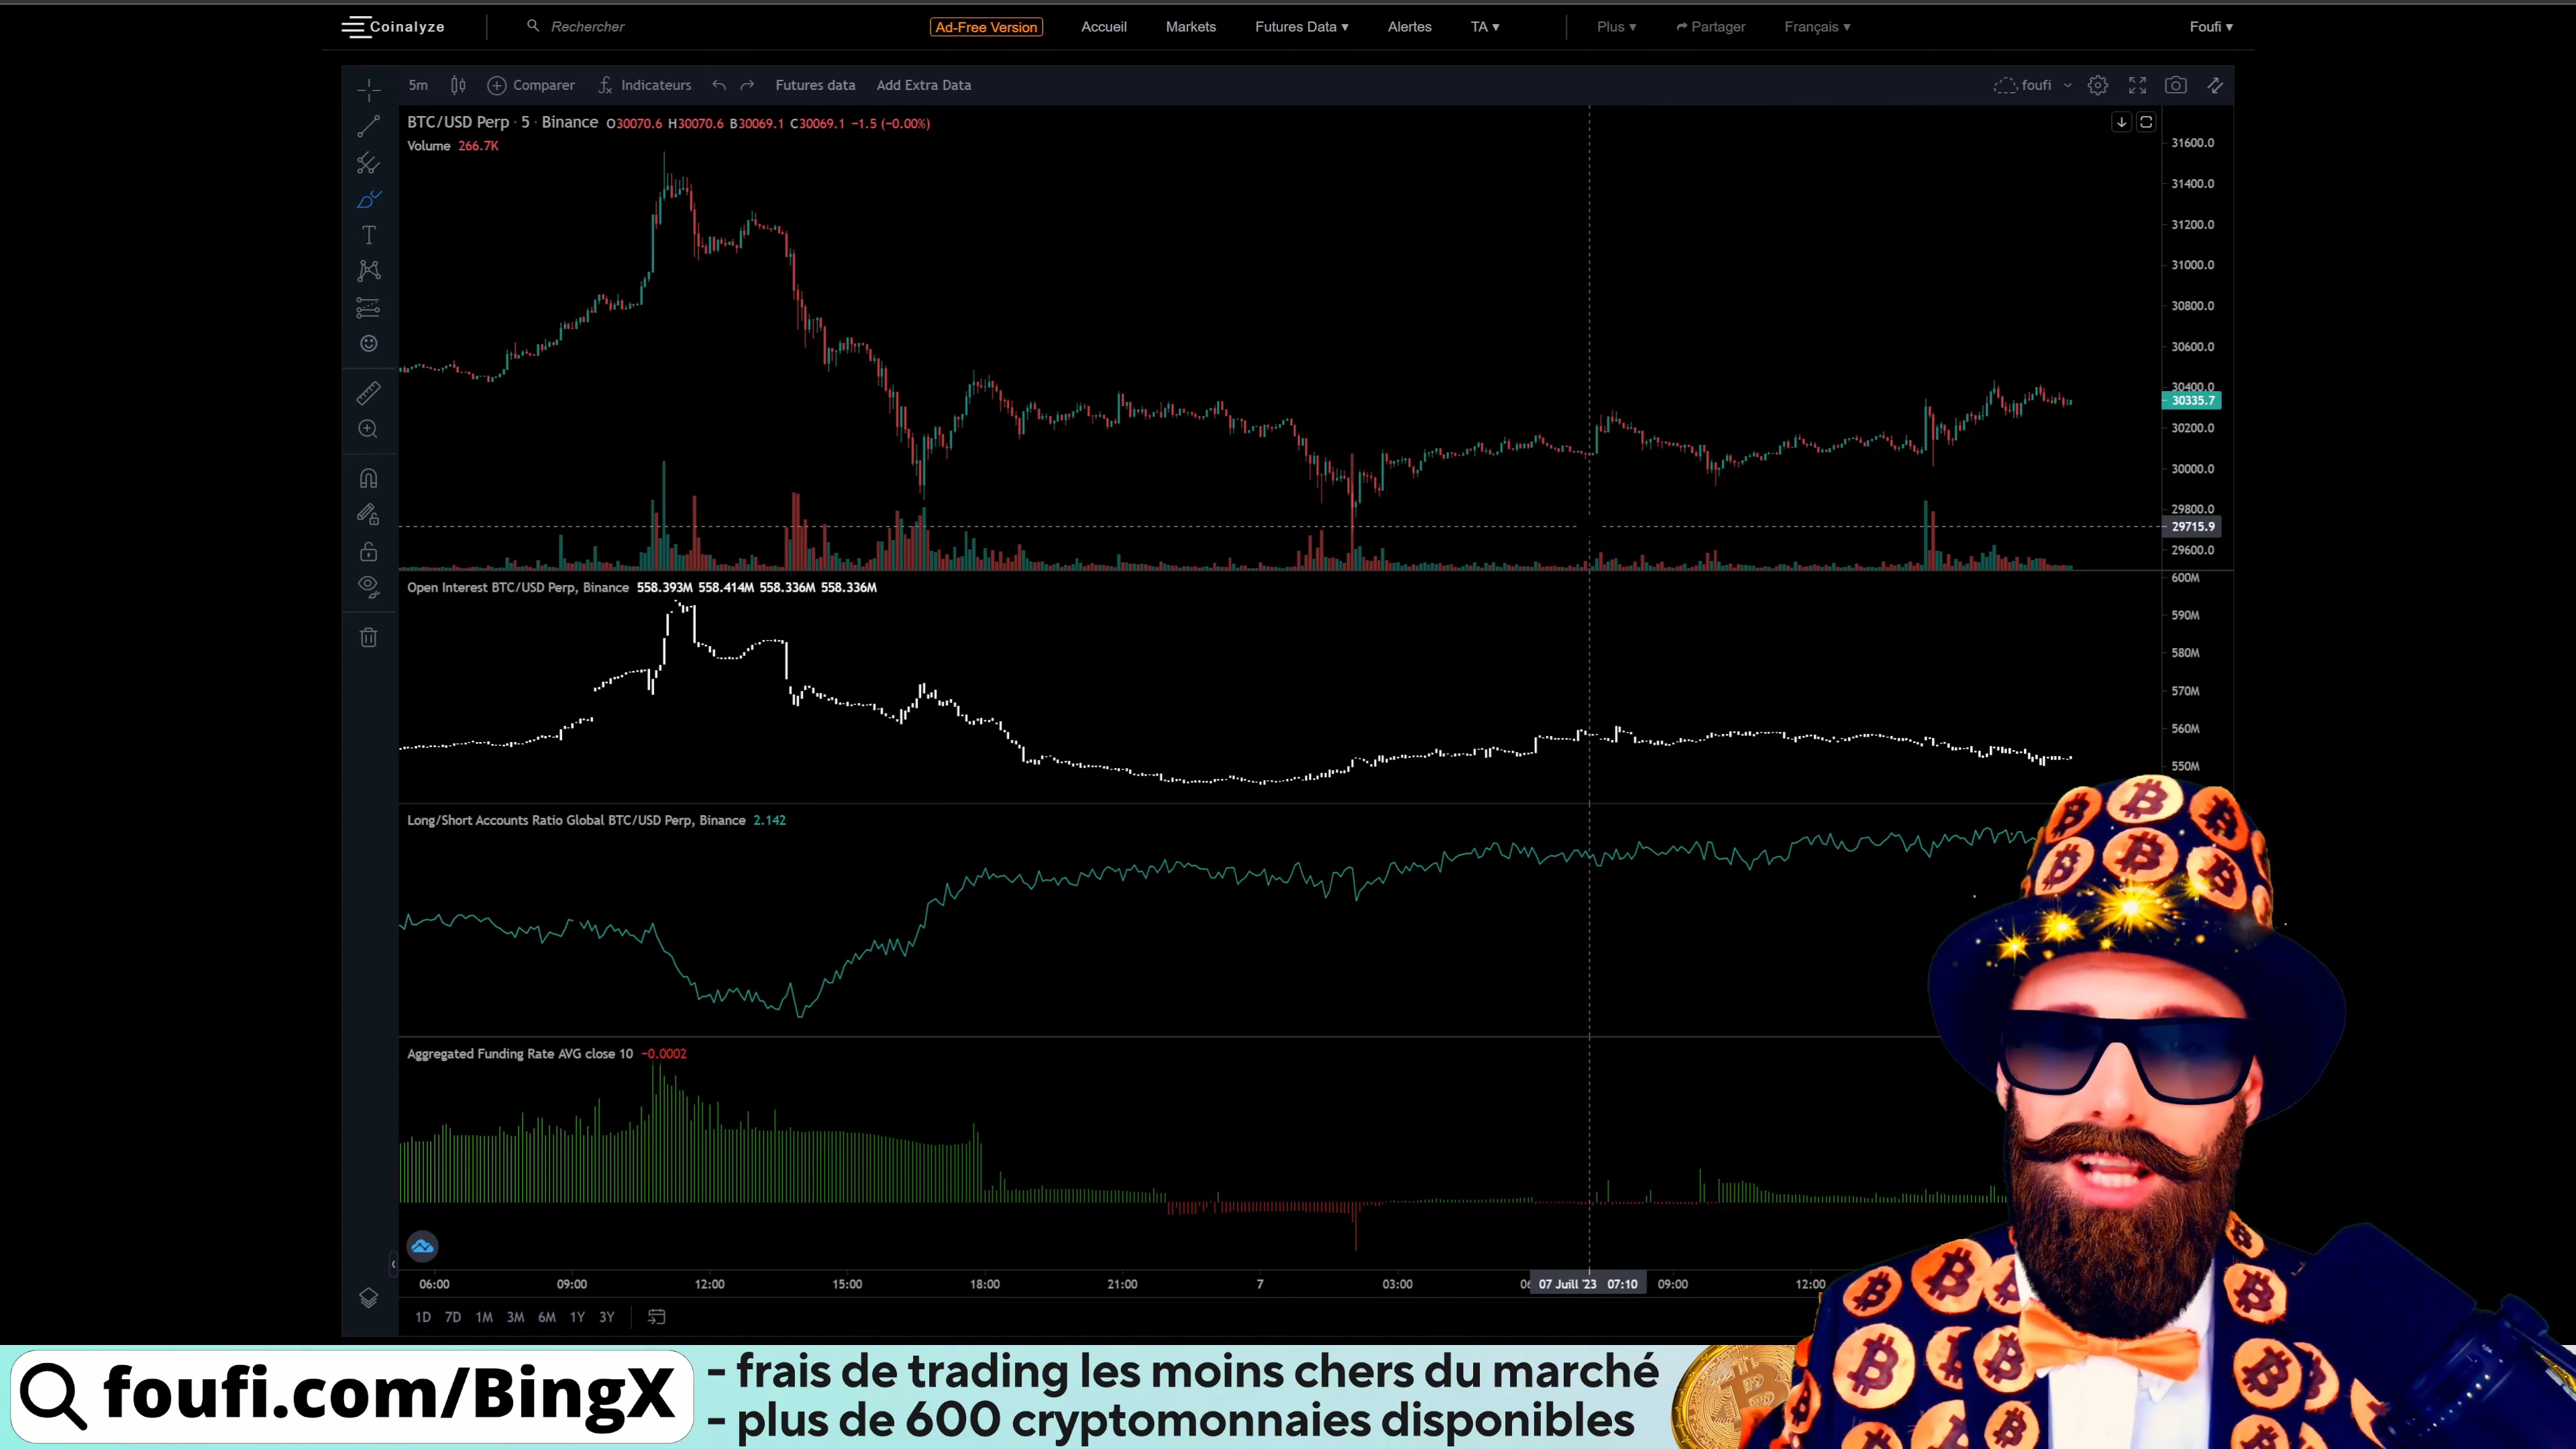 Coinalyze Rechercher Ad-Free Version Accueil Markets Futures Data ▾ Alertes TA ▾ Plus ▾ Partager Français ▾ Foufi ▾
5m Comparer Indicateurs Futures data Add Extra Data foufi
BTC/USD Perp · 5 · Binance O30070.6 H30070.6 B30069.1 C30069.1 −1.5 (−0.00%)
Volume 266.7K
31600.0
31400.0
31200.0
31000.0
30800.0
30600.0
30400.0
30335.7
30200.0
30000.0
29800.0
29715.9
29600.0
Open Interest BTC/USD Perp, Binance 558.393M 558.414M 558.336M 558.336M
600M
590M
580M
570M
560M
550M
Long/Short Accounts Ratio Global BTC/USD Perp, Binance 2.142
Aggregated Funding Rate AVG close 10 −0.0002
06:00 09:00 12:00 15:00 18:00 21:00 7 03:00 07 Juill '23 07:10 09:00 12:00
1D 7D 1M 3M 6M 1Y 3Y
foufi.com/BingX
- frais de trading les moins chers du marché
- plus de 600 cryptomonnaies disponibles